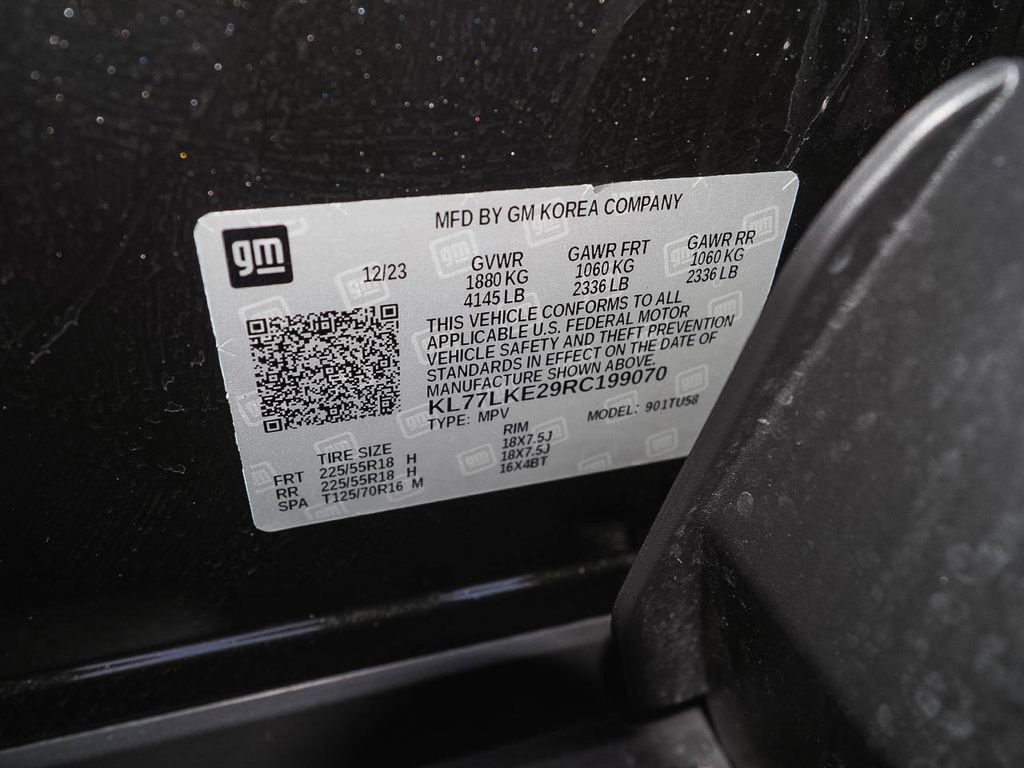 MFD BY GM KOREA COMPANY
gm
12/23
GVWR
1880 KG
4145 LB
GAWR FRT
1060 KG
2336 LB
GAWR RR
1060 KG
2336 LB
THIS VEHICLE CONFORMS TO ALL
APPLICABLE U.S. FEDERAL MOTOR
VEHICLE SAFETY AND THEFT PREVENTION
STANDARDS IN EFFECT ON THE DATE OF
MANUFACTURE SHOWN ABOVE.
KL77LKE29RC199070
TYPE: MPV
MODEL: 901TU58
TIRE SIZE
RIM
FRT 225/55R18 H 18X7.5J
RR 225/55R18 H 18X7.5J
SPA T125/70R16 M 16X4BT